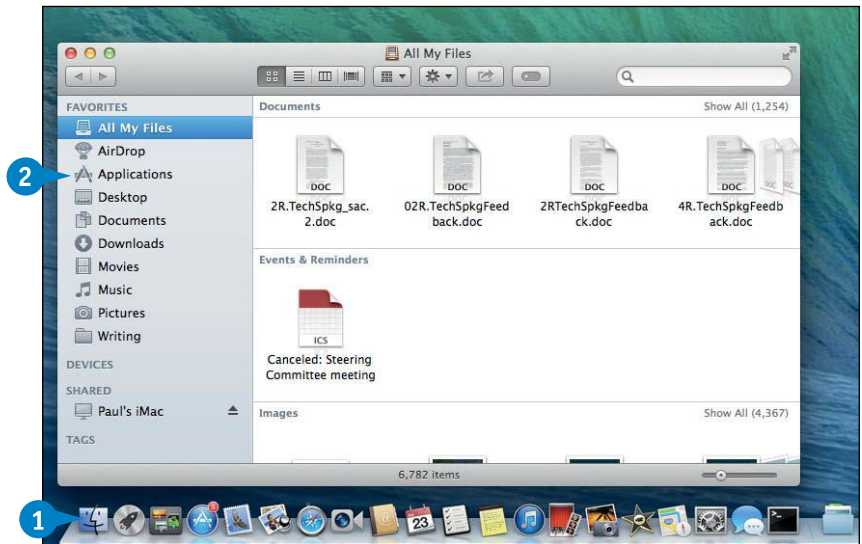 All My Files
FAVORITES
All My Files
AirDrop
2
Applications
Desktop
Documents
Downloads
Movies
Music
Pictures
Writing
DEVICES
SHARED
Paul's iMac
TAGS
Documents
Show All (1,254)
DOC
DOC
DOC
DOC
DOC
DOC
2R.TechSpkg_sac.
2.doc
02R.TechSpkgFeed
back.doc
2RTechSpkgFeedba
ck.doc
4R.TechSpkgFeedb
ack.doc
Events & Reminders
ICS
Canceled: Steering
Committee meeting
Images
Show All (4,367)
6,782 items
1
23